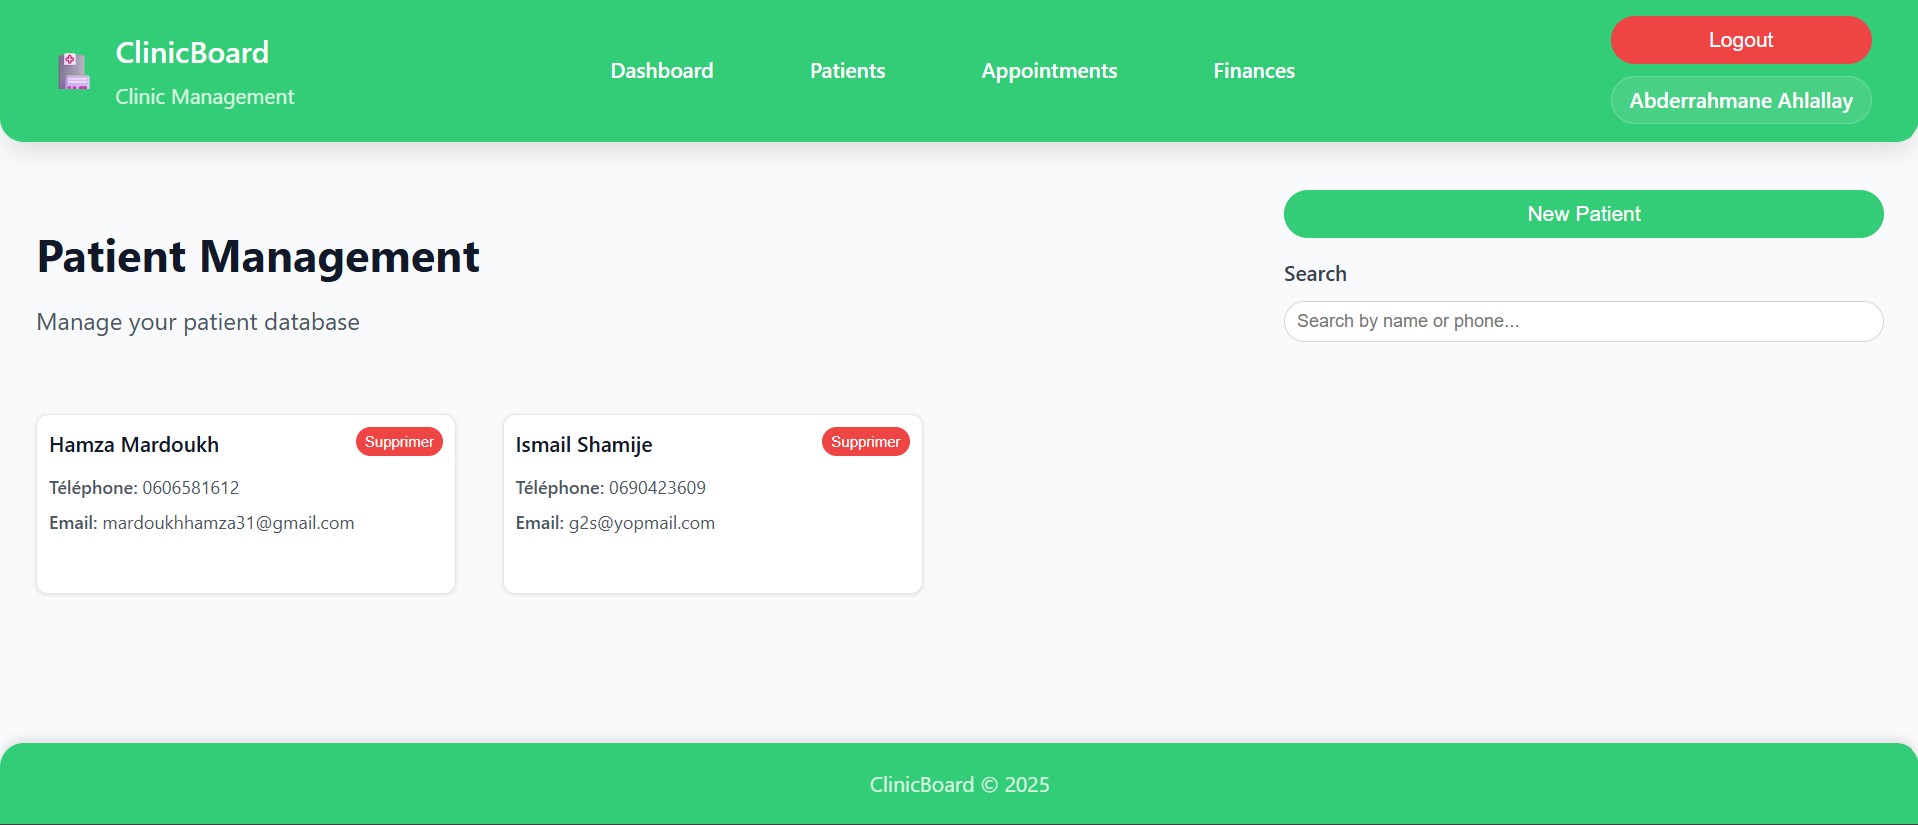 ClinicBoard
Clinic Management
Dashboard
Patients
Appointments
Finances
Logout
Abderrahmane Ahlallay
Patient Management
Manage your patient database
New Patient
Search
Search by name or phone...
Hamza Mardoukh
Supprimer
Téléphone: 0606581612
Email: mardoukhhamza31@gmail.com
Ismail Shamije
Supprimer
Téléphone: 0690423609
Email: g2s@yopmail.com
ClinicBoard © 2025